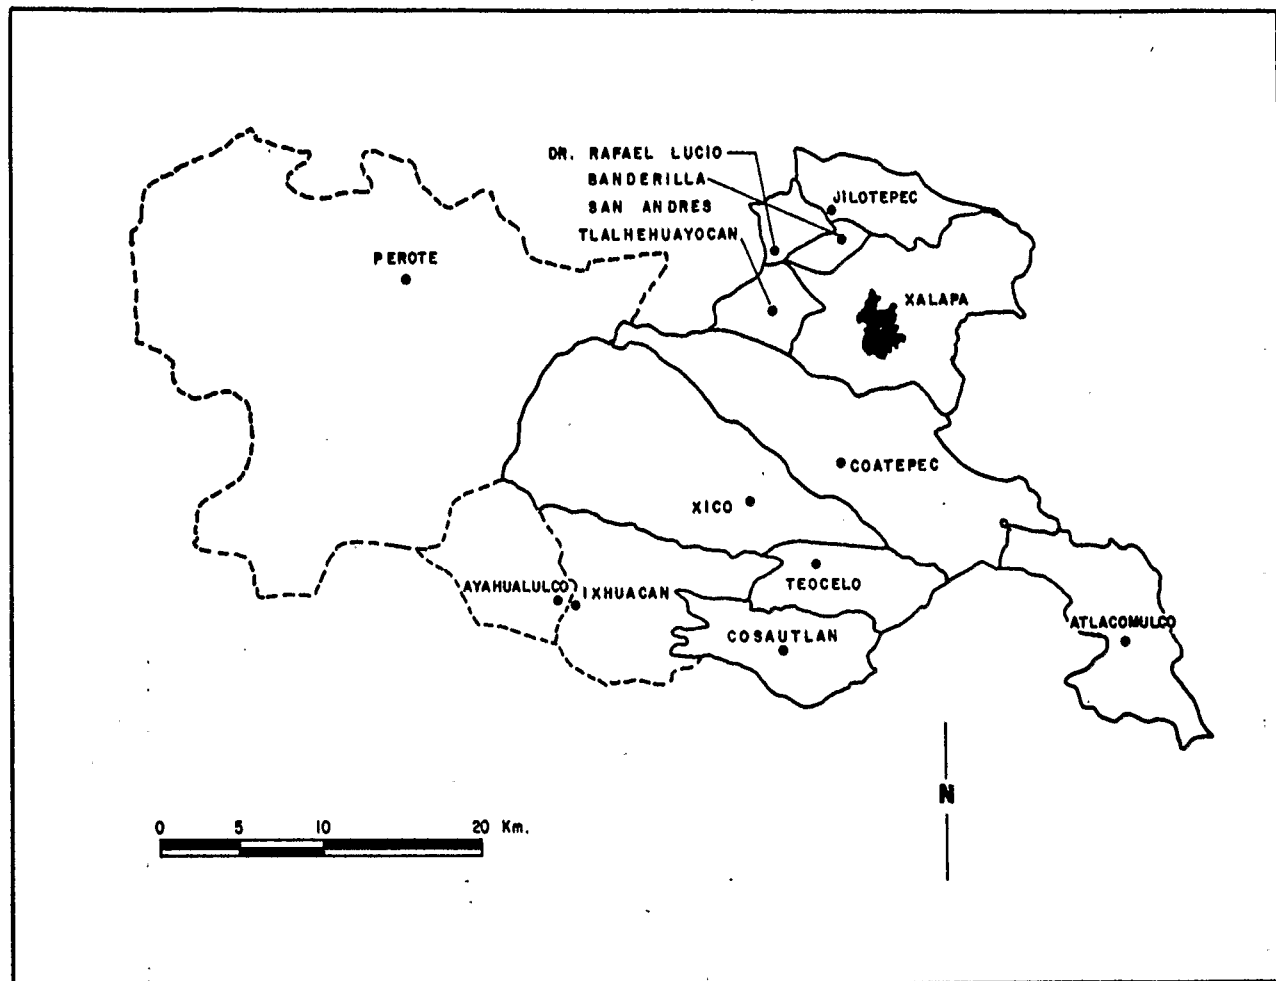 DR. RAFAEL LUCIO
BANDERILLA
SAN ANDRES
TLALHEHUAYOCAN
JILOTEPEC
PEROTE
XALAPA
COATEPEC
XICO
TEOCELO
AYAHUALULCO
IXHUACAN
COSAUTLAN
ATLACOMULCO
N
0 5 10 20 Km.